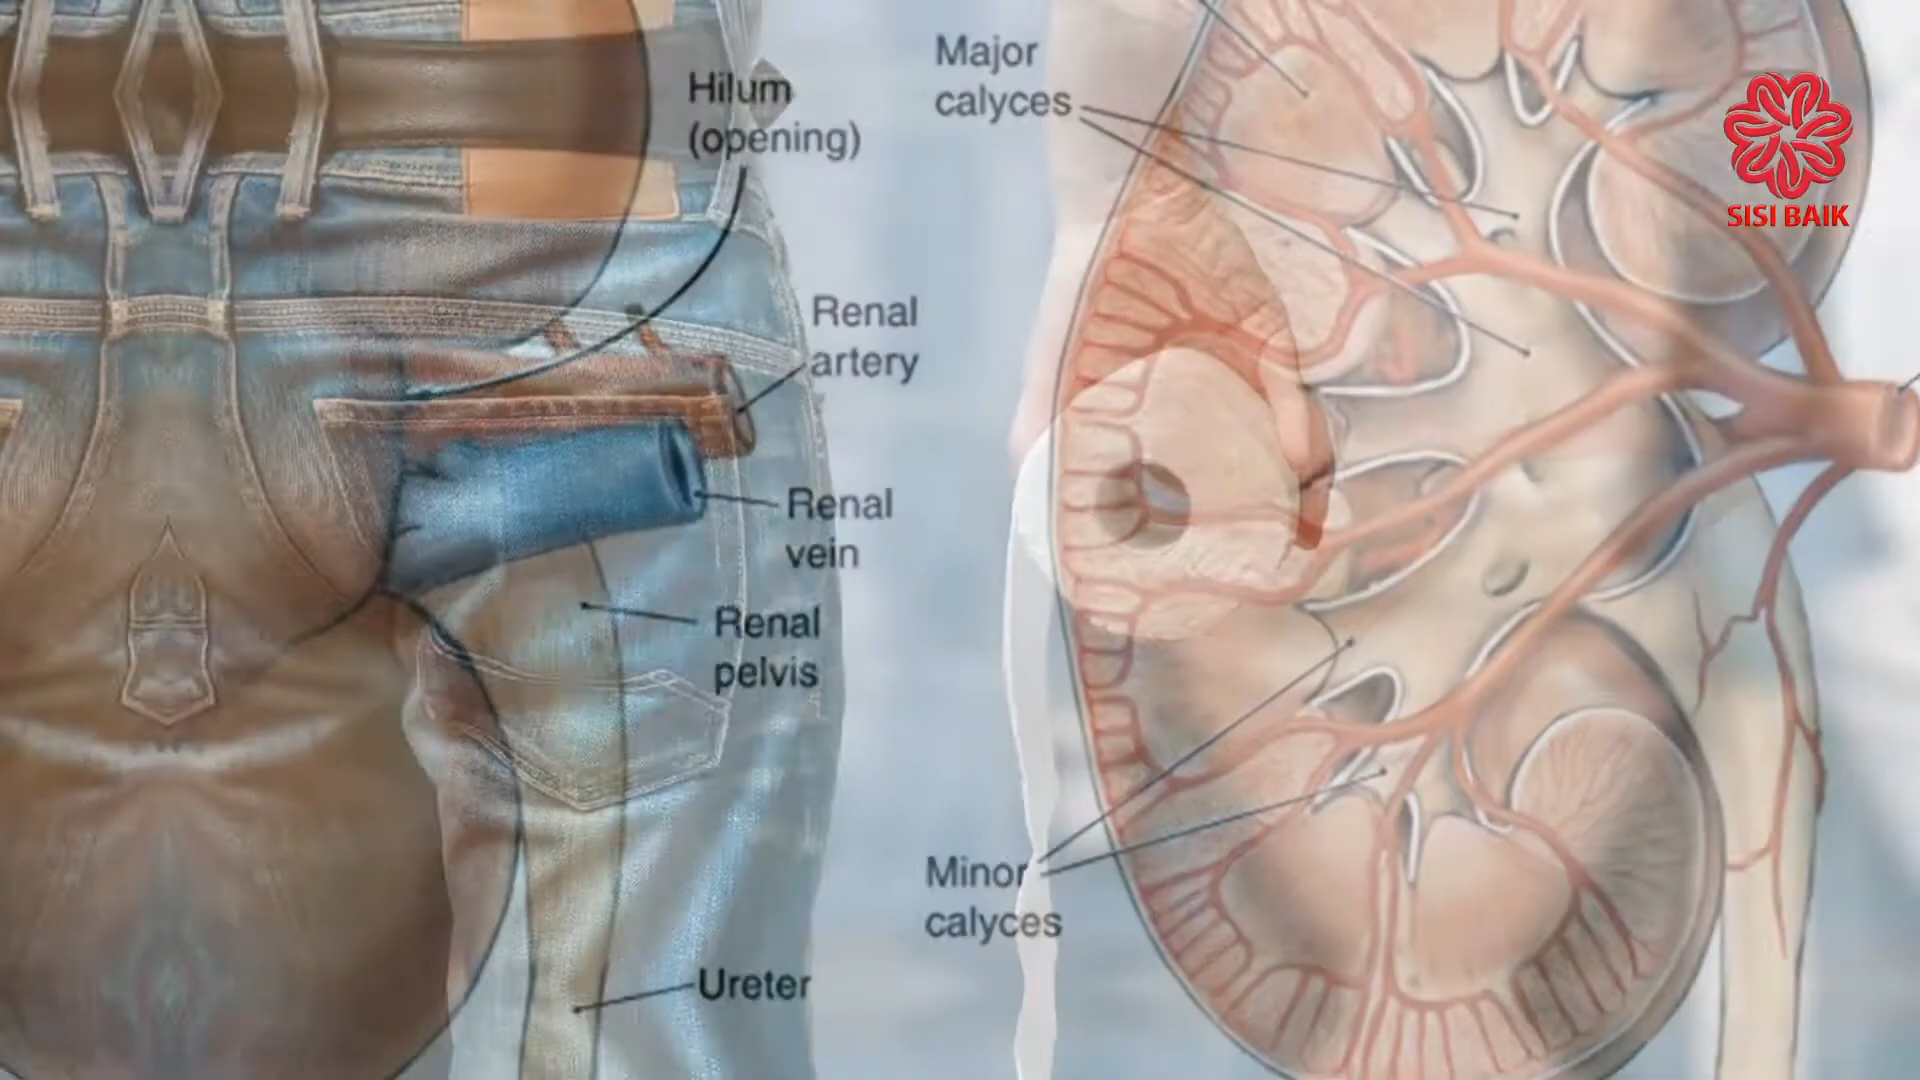 Hilum
(opening)
Renal
artery
Renal
vein
Renal
pelvis
Ureter
Major
calyces
Minor
calyces
SISI BAIK